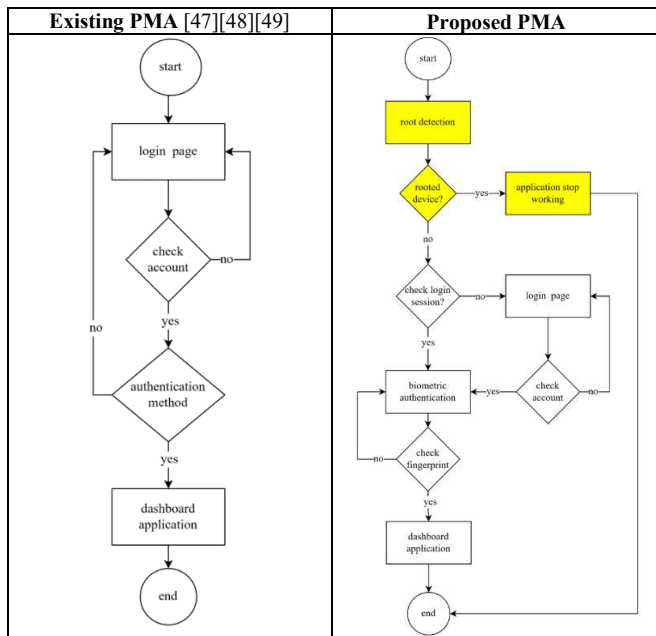 Existing PMA [47][48][49]
start
login page
check
account
no
yes
no
authentication
method
yes
dashboard
application
end
Proposed PMA
start
root detection
rooted
device?
yes
application stop
working
no
check login
session?
no
login page
yes
biometric
authentication
yes
check
account
no
no
check
fingerprint
yes
dashboard
application
end